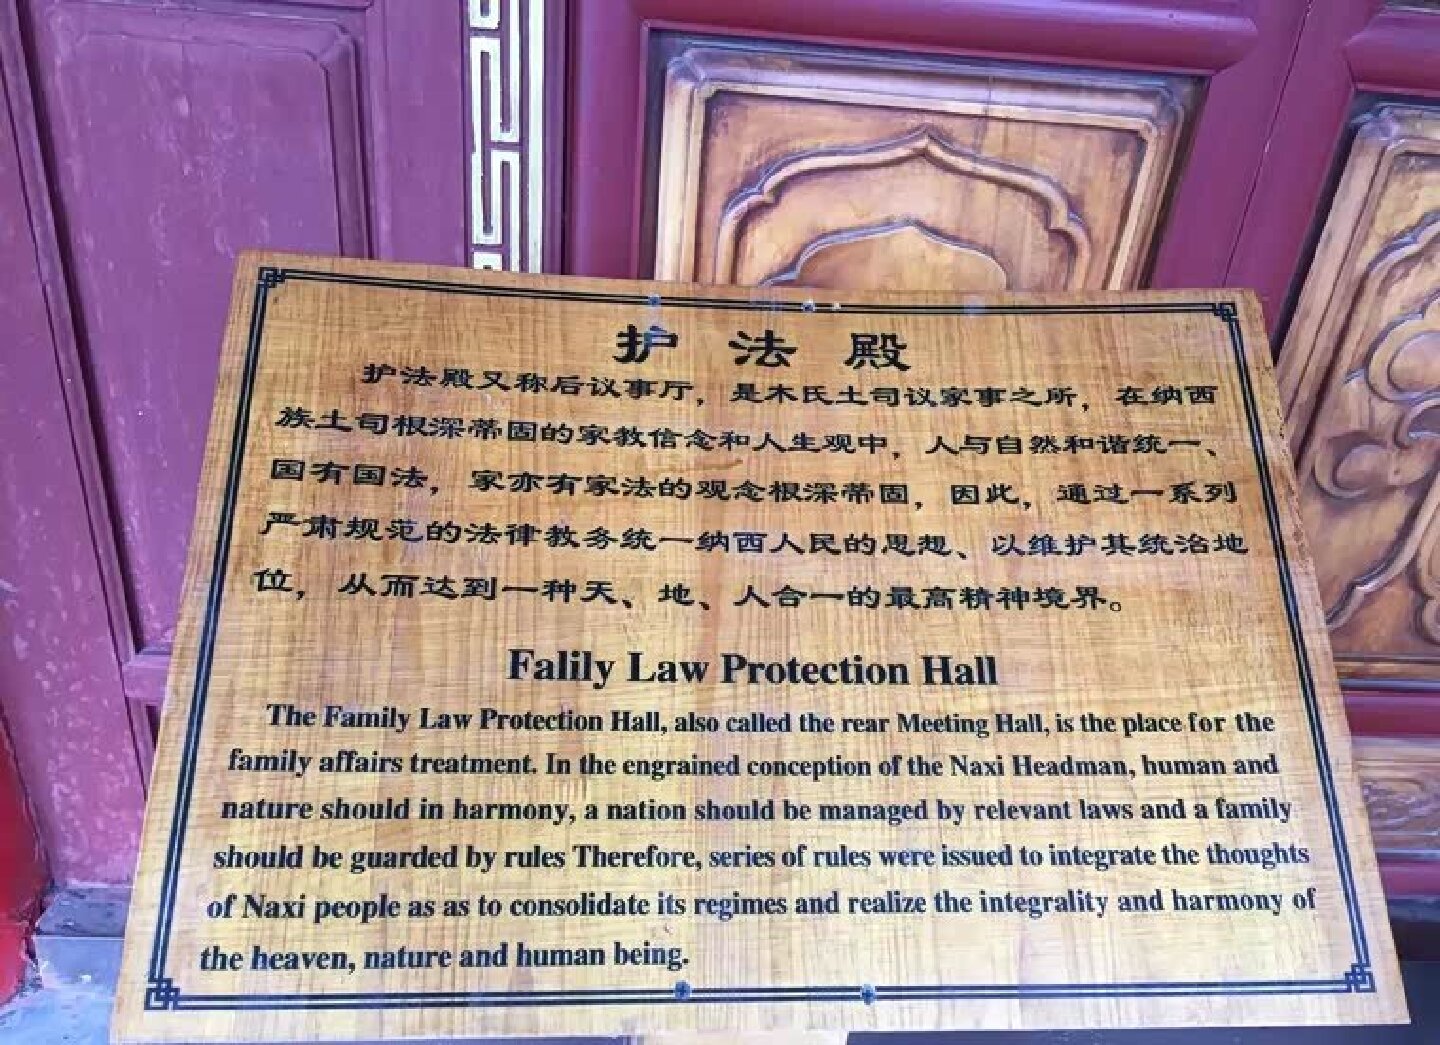 护法殿
护法殿又称后议事厅，是木氏土司议家事之所，在纳西
族土司根深蒂固的家教信念和人生观中，人与自然和谐统一、
国有国法，家亦有家法的观念根深蒂固，因此，通过一系列
严肃规范的法律教务统一纳西人民的思想、以维护其统治地
位，从而达到一种天、地、人合一的最高精神境界。
Falily Law Protection Hall
The Family Law Protection Hall, also called the rear Meeting Hall, is the place for the
family affairs treatment. In the engrained conception of the Naxi Headman, human and
nature should in harmony, a nation should be managed by relevant laws and a family
should be guarded by rules Therefore, series of rules were issued to integrate the thoughts
of Naxi people as as to consolidate its regimes and realize the integrality and harmony of
the heaven, nature and human being.